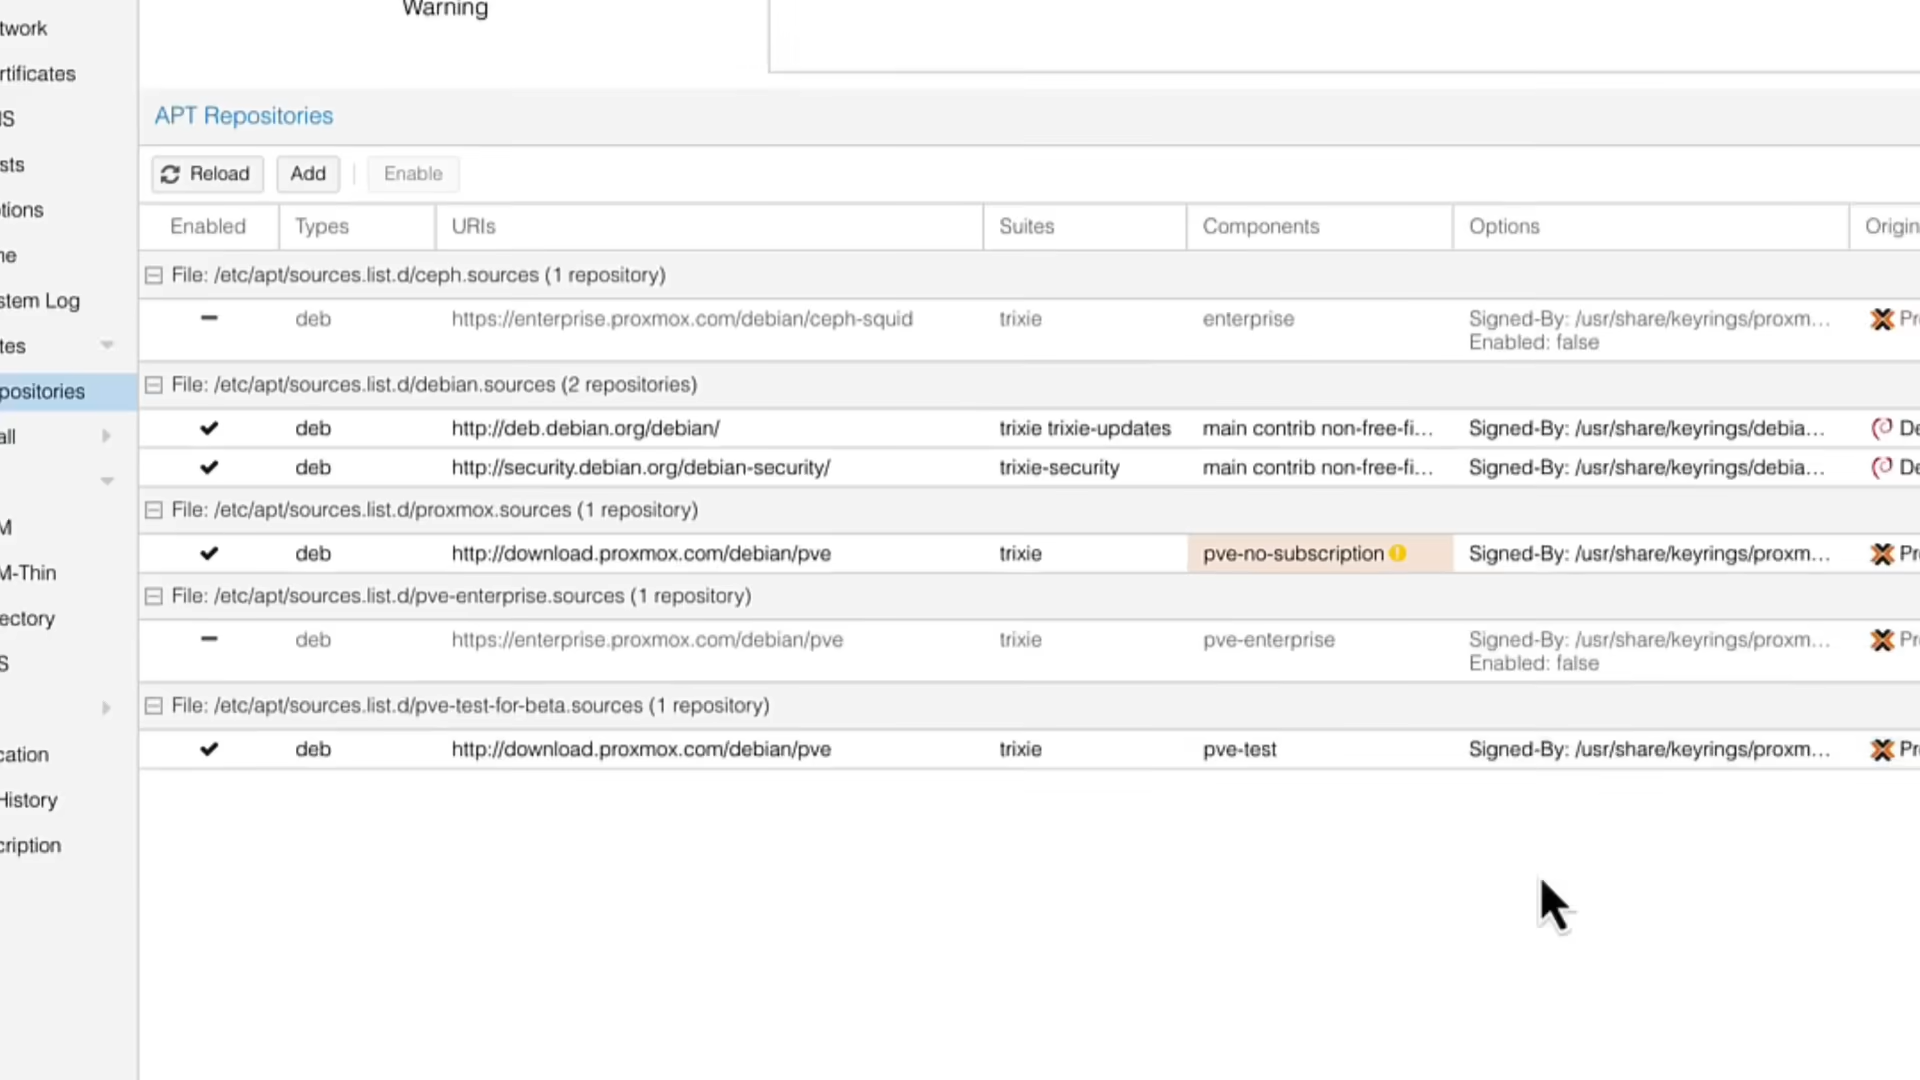 Warning
twork
rtificates
IS
sts
tions
ne
stem Log
tes
positories
all
M
M-Thin
ectory
S
cation
History
cription
APT Repositories
Reload Add Enable
Enabled Types URIs Suites Components Options Origin
File: /etc/apt/sources.list.d/ceph.sources (1 repository)
deb https://enterprise.proxmox.com/debian/ceph-squid trixie enterprise Signed-By: /usr/share/keyrings/proxm... Pr
Enabled: false
File: /etc/apt/sources.list.d/debian.sources (2 repositories)
deb http://deb.debian.org/debian/ trixie trixie-updates main contrib non-free-fi... Signed-By: /usr/share/keyrings/debia... De
deb http://security.debian.org/debian-security/ trixie-security main contrib non-free-fi... Signed-By: /usr/share/keyrings/debia... De
File: /etc/apt/sources.list.d/proxmox.sources (1 repository)
deb http://download.proxmox.com/debian/pve trixie pve-no-subscription Signed-By: /usr/share/keyrings/proxm... Pr
File: /etc/apt/sources.list.d/pve-enterprise.sources (1 repository)
deb https://enterprise.proxmox.com/debian/pve trixie pve-enterprise Signed-By: /usr/share/keyrings/proxm... Pr
Enabled: false
File: /etc/apt/sources.list.d/pve-test-for-beta.sources (1 repository)
deb http://download.proxmox.com/debian/pve trixie pve-test Signed-By: /usr/share/keyrings/proxm... Pr